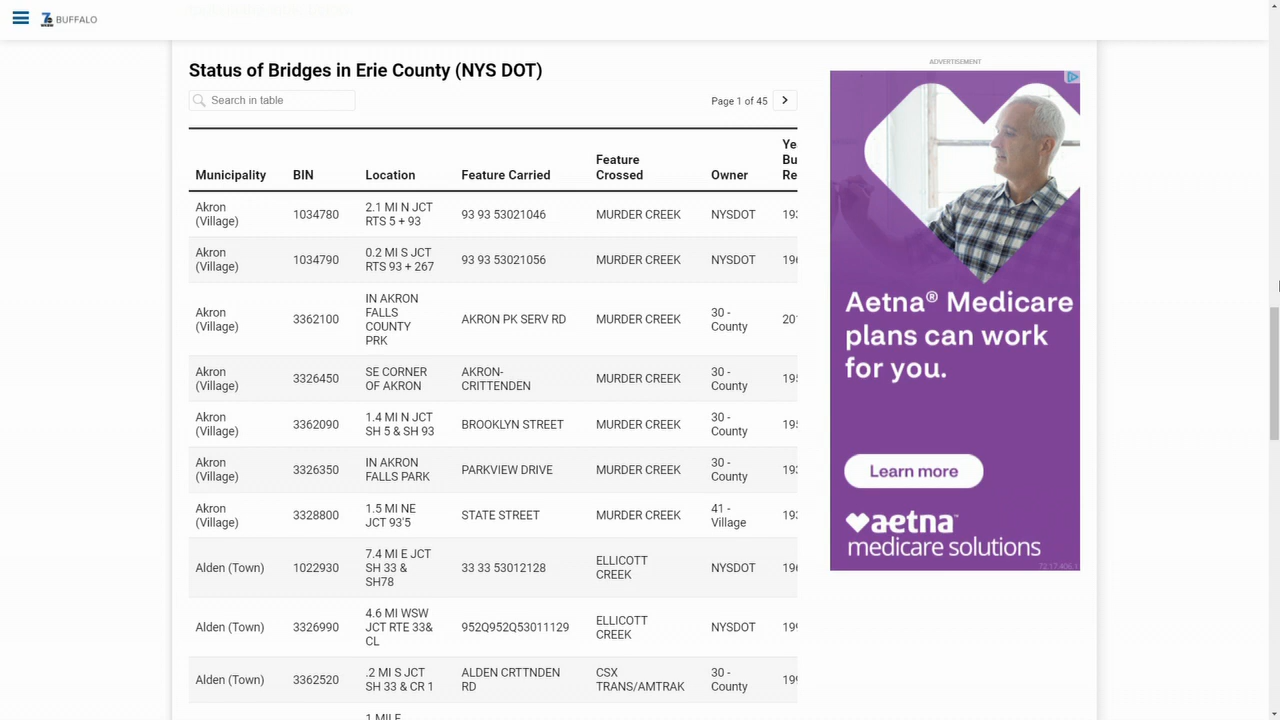 BUFFALO
Status of Bridges in Erie County (NYS DOT)
Search in table
Page 1 of 45
Municipality BIN Location Feature Carried Feature Crossed Owner
Akron (Village) 1034780 2.1 MI N JCT RTS 5 + 93 93 93 53021046 MURDER CREEK NYSDOT
Akron (Village) 1034790 0.2 MI S JCT RTS 93 + 267 93 93 53021056 MURDER CREEK NYSDOT
Akron (Village) 3362100 IN AKRON FALLS COUNTY PRK AKRON PK SERV RD MURDER CREEK 30 - County
Akron (Village) 3326450 SE CORNER OF AKRON AKRON- CRITTENDEN MURDER CREEK 30 - County
Akron (Village) 3362090 1.4 MI N JCT SH 5 & SH 93 BROOKLYN STREET MURDER CREEK 30 - County
Akron (Village) 3326350 IN AKRON FALLS PARK PARKVIEW DRIVE MURDER CREEK 30 - County
Akron (Village) 3328800 1.5 MI NE JCT 93'5 STATE STREET MURDER CREEK 41 - Village
Alden (Town) 1022930 7.4 MI E JCT SH 33 & SH78 33 33 53012128 ELLICOTT CREEK NYSDOT
Alden (Town) 3326990 4.6 MI WSW JCT RTE 33& CL 952Q952Q53011129 ELLICOTT CREEK NYSDOT
Alden (Town) 3362520 .2 MI S JCT SH 33 & CR 1 ALDEN CRTTNDEN RD CSX TRANS/AMTRAK 30 - County
1 MILE
ADVERTISEMENT
Aetna® Medicare
plans can work
for you.
Learn more
aetna™
medicare solutions